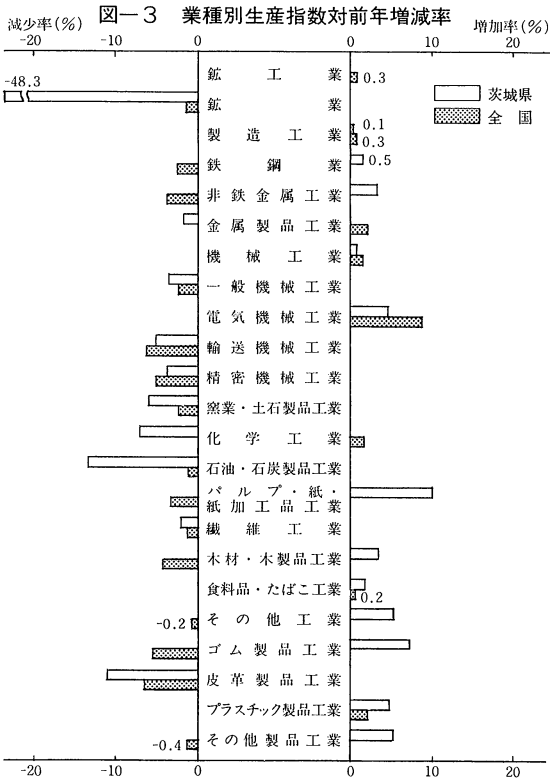 図―3　業種別生産指数対前年増減率
減少率(%)　増加率(%)
-20　-10　0　0　10　20
鉱工業　0.3
-48.3　鉱業
製造工業　0.1　0.3
鉄鋼業　0.5
非鉄金属工業
金属製品工業
機械工業
一般機械工業
電気機械工業
輸送機械工業
精密機械工業
窯業・土石製品工業
化学工業
石油・石炭製品工業
パルプ・紙・
紙加工品工業
繊維工業
木材・木製品工業
食料品・たばこ工業　0.2
-0.2　その他工業
ゴム製品工業
皮革製品工業
プラスチック製品工業
-0.4　その他製品工業
-20　-10　0　0　10　20
茨城県
全国